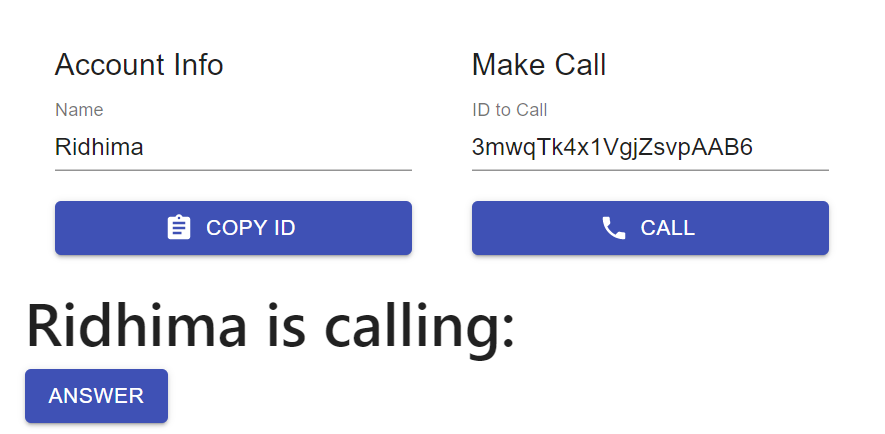 Account Info
Name
Ridhima
COPY ID
Make Call
ID to Call
3mwqTk4x1VgjZsvpAAB6
CALL
Ridhima is calling:
ANSWER